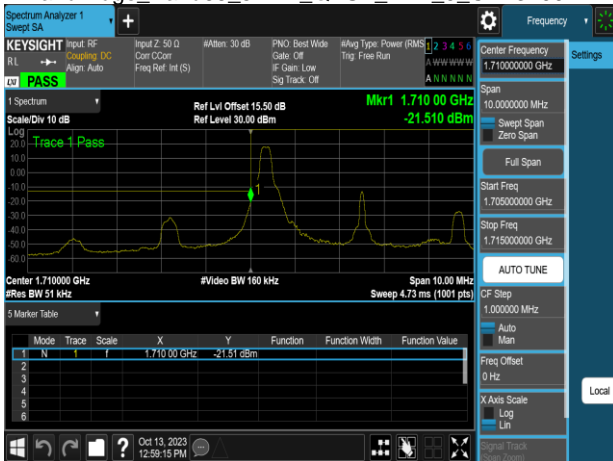 Spectrum Analyzer 1
Swept SA
Frequency
KEYSIGHT
Input: RF
Input Z: 50 Ω
#Atten: 30 dB
PNO: Best Wide
#Avg Type: Power (RMS
1 2 3 4 5 6
RL
Coupling: DC
Corr CCorr
Gate: Off
Trig: Free Run
A WW WW W
Align: Auto
Freq Ref: Int (S)
IF Gain: Low
Sig Track: Off
A N N N N N
LXI
PASS
1 Spectrum
Ref Lvl Offset 15.50 dB
Mkr1 1.710 00 GHz
Scale/Div 10 dB
Ref Level 30.00 dBm
-21.510 dBm
Log
Trace 1 Pass
20.0
10.0
0.00
-10.0
-20.0
-30.0
-40.0
-50.0
-60.0
1
Center 1.710000 GHz
#Video BW 160 kHz
Span 10.00 MHz
#Res BW 51 kHz
Sweep 4.73 ms (1001 pts)
5 Marker Table
Mode Trace Scale X Y Function Function Width Function Value
1 N 1 f 1.710 00 GHz -21.51 dBm
2
3
4
5
6
Oct 13, 2023
12:59:15 PM
Center Frequency
1.710000000 GHz
Settings
Span
10.0000000 MHz
Swept Span
Zero Span
Full Span
Start Freq
1.705000000 GHz
Stop Freq
1.715000000 GHz
AUTO TUNE
CF Step
1.000000 MHz
Auto
Man
Freq Offset
0 Hz
Local
X Axis Scale
Log
Lin
Signal Track
(Span Zoom)